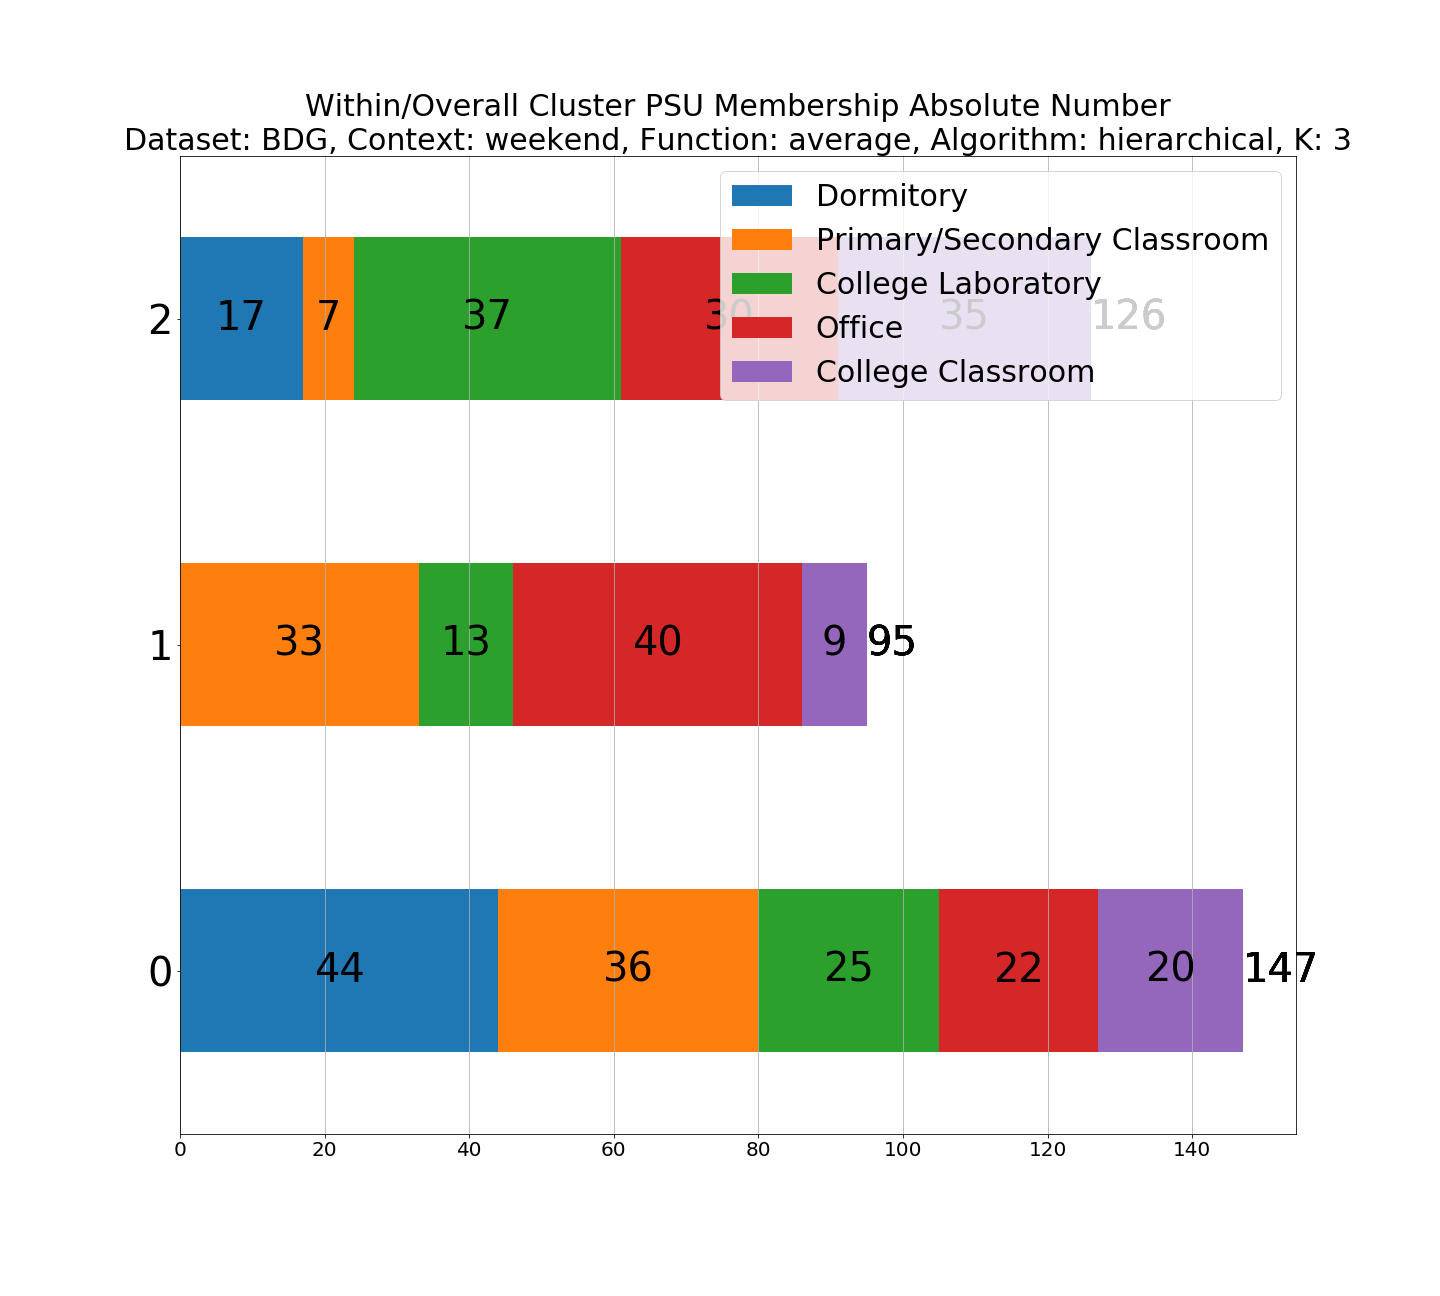 Within/Overall Cluster PSU Membership Absolute Number
Dataset: BDG, Context: weekend, Function: average, Algorithm: hierarchical, K: 3
Dormitory
Primary/Secondary Classroom
College Laboratory
Office
College Classroom
2 17 7 37 30 35 126
1 33 13 40 9 95
0 44 36 25 22 20 147
0 20 40 60 80 100 120 140